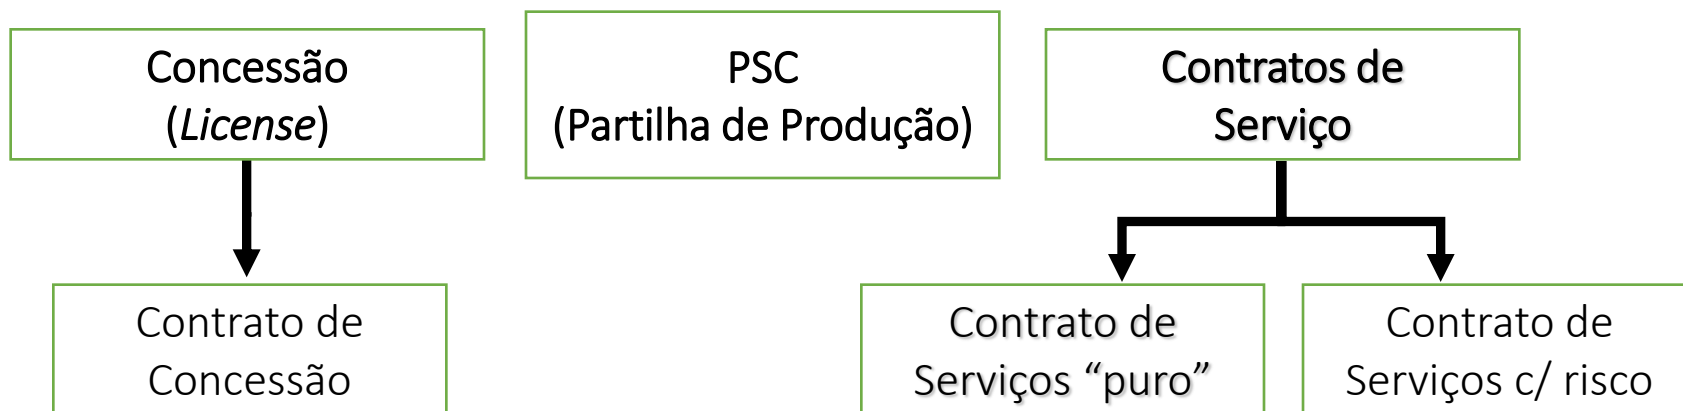 Concessão
(License)
PSC
(Partilha de Produção)
Contratos de
Serviço
Contrato de
Concessão
Contrato de
Serviços “puro”
Contrato de
Serviços c/ risco